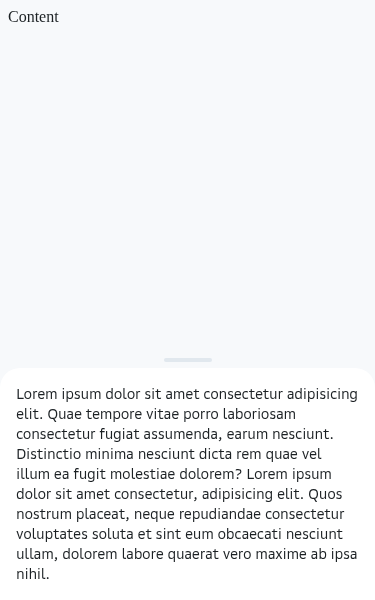 Content
Lorem ipsum dolor sit amet consectetur adipisicing
elit. Quae tempore vitae porro laboriosam
consectetur fugiat assumenda, earum nesciunt.
Distinctio minima nesciunt dicta rem quae vel
illum ea fugit molestiae dolorem? Lorem ipsum
dolor sit amet consectetur, adipisicing elit. Quos
nostrum placeat, neque repudiandae consectetur
voluptates soluta et sint eum obcaecati nesciunt
ullam, dolorem labore quaerat vero maxime ab ipsa
nihil.